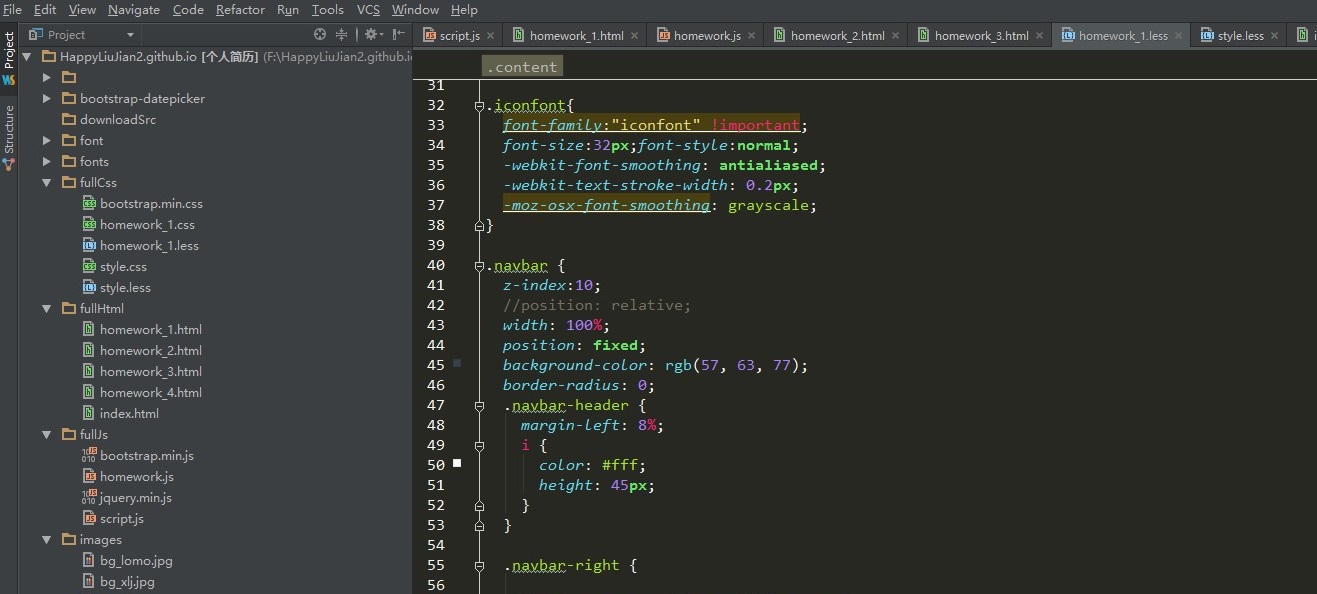 File Edit View Navigate Code Refactor Run Tools VCS Window Help
Project
Structure
Project
HappyLiuJian2.github.io [个人简历] (F:\HappyLiuJian2.github.i
bootstrap-datepicker
downloadSrc
font
fonts
fullCss
bootstrap.min.css
homework_1.css
homework_1.less
style.css
style.less
fullHtml
homework_1.html
homework_2.html
homework_3.html
homework_4.html
index.html
fullJs
bootstrap.min.js
homework.js
jquery.min.js
script.js
images
bg_lomo.jpg
bg_xlj.jpg
script.js homework_1.html homework.js homework_2.html homework_3.html homework_1.less style.less
.content
31
32 .iconfont{
33 font-family:"iconfont" !important;
34 font-size:32px;font-style:normal;
35 -webkit-font-smoothing: antialiased;
36 -webkit-text-stroke-width: 0.2px;
37 -moz-osx-font-smoothing: grayscale;
38 }
39
40 .navbar {
41 z-index:10;
42 //position: relative;
43 width: 100%;
44 position: fixed;
45 background-color: rgb(57, 63, 77);
46 border-radius: 0;
47 .navbar-header {
48 margin-left: 8%;
49 i {
50 color: #fff;
51 height: 45px;
52 }
53 }
54
55 .navbar-right {
56